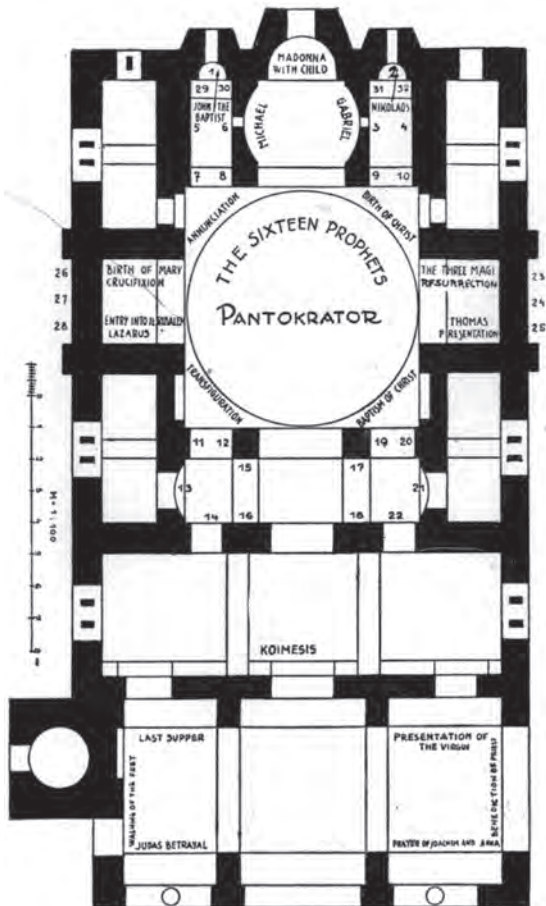 MADONNA
WITH CHILD
1 2
29 30
31 32
JOHN THE
BAPTIST
NIKOLAOS
5 6
3 4
MICHAEL
GABRIEL
7 8
9 10
ANNUNCIATION
BIRTH OF CHRIST
THE SIXTEEN PROPHETS
PANTOKRATOR
26
27
28
BIRTH OF MARY
CRUCIFIXION
ENTRY INTO JERUSALEM
LAZARUS
THE THREE MAGI
RESURRECTION
THOMAS
PRESENTATION
23
24
25
TRANSFIGURATION
BAPTISM OF CHRIST
11 12
19 20
15
17
13
21
14
16
18
22
M = 1:100
KOIMESIS
LAST SUPPER
WASHING OF THE FEET
JUDAS BETRAYAL
PRESENTATION OF
THE VIRGIN
BENEDICTION OF PRIEST
PRAYER OF JOACHIM AND ANNA